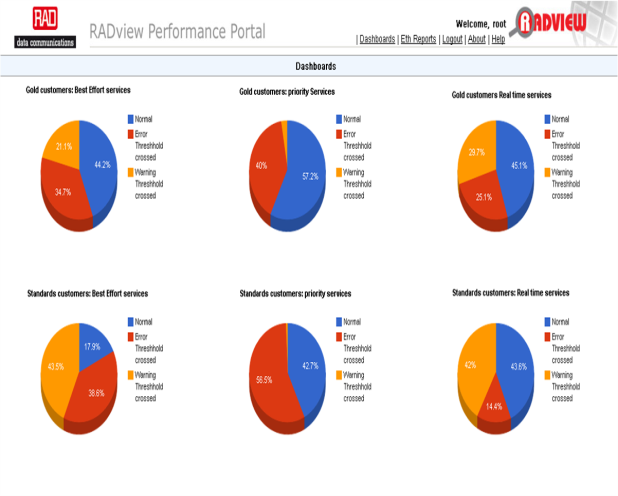 RAD
data communications
RADview Performance Portal
Welcome, root
| Dashboards | Eth Reports | Logout | About | Help
RADVIEW
Dashboards
Gold customers: Best Effort services
Normal
Error
Threshhold
crossed
Warning
Threshhold
crossed
44.2%
34.7%
21.1%
Gold customers: priority Services
Normal
Error
Threshhold
crossed
Warning
Threshhold
crossed
57.2%
40%
Gold customers Real time services
Normal
Error
Threshhold
crossed
Warning
Threshhold
crossed
45.1%
25.1%
29.7%
Standards customers: Best Effort services
Normal
Error
Threshhold
crossed
Warning
Threshhold
crossed
17.9%
38.6%
43.5%
Standards customers: priority services
Normal
Error
Threshhold
crossed
Warning
Threshhold
crossed
42.7%
56.5%
Standards customers: Real time services
Normal
Error
Threshhold
crossed
Warning
Threshhold
crossed
43.6%
14.4%
42%